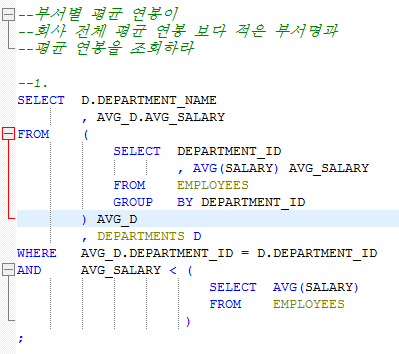 --부서별 평균 연봉이
--회사 전체 평균 연봉 보다 적은 부서명과
--평균 연봉을 조회하라
--1.
SELECT D.DEPARTMENT_NAME
, AVG_D.AVG_SALARY
FROM (
SELECT DEPARTMENT_ID
, AVG(SALARY) AVG_SALARY
FROM EMPLOYEES
GROUP BY DEPARTMENT_ID
) AVG_D
, DEPARTMENTS D
WHERE AVG_D.DEPARTMENT_ID = D.DEPARTMENT_ID
AND AVG_SALARY < (
SELECT AVG(SALARY)
FROM EMPLOYEES
)
;